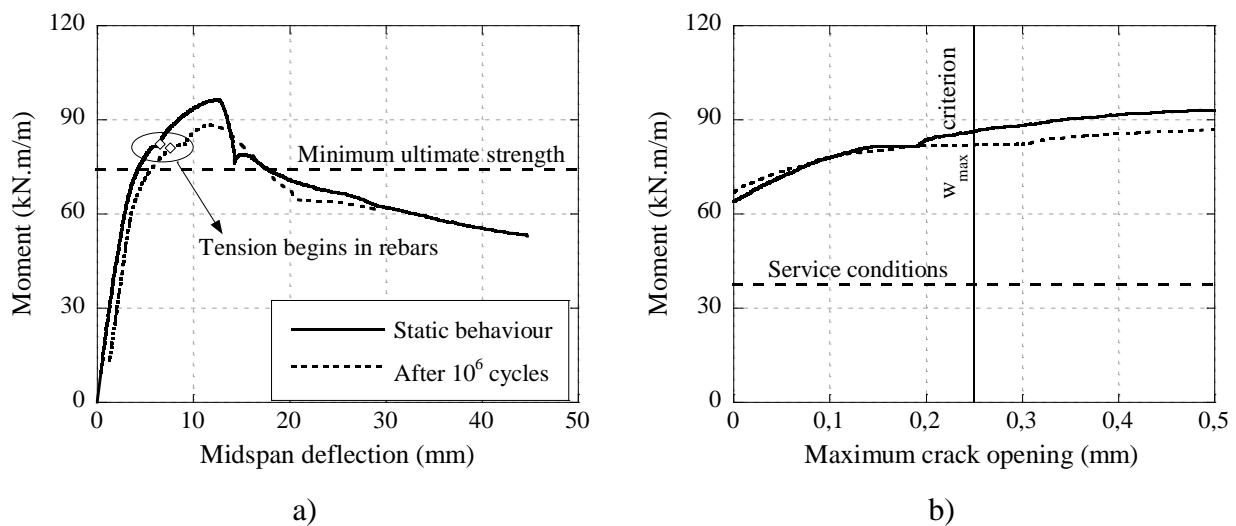 120
90
60
30
0
Moment (kN.m/m)
Minimum ultimate strength
Tension begins in rebars
Static behaviour
After 10⁶ cycles
0 10 20 30 40 50
Midspan deflection (mm)
a)
120
90
60
30
0
Moment (kN.m/m)
w_max criterion
Service conditions
0 0,1 0,2 0,3 0,4 0,5
Maximum crack opening (mm)
b)